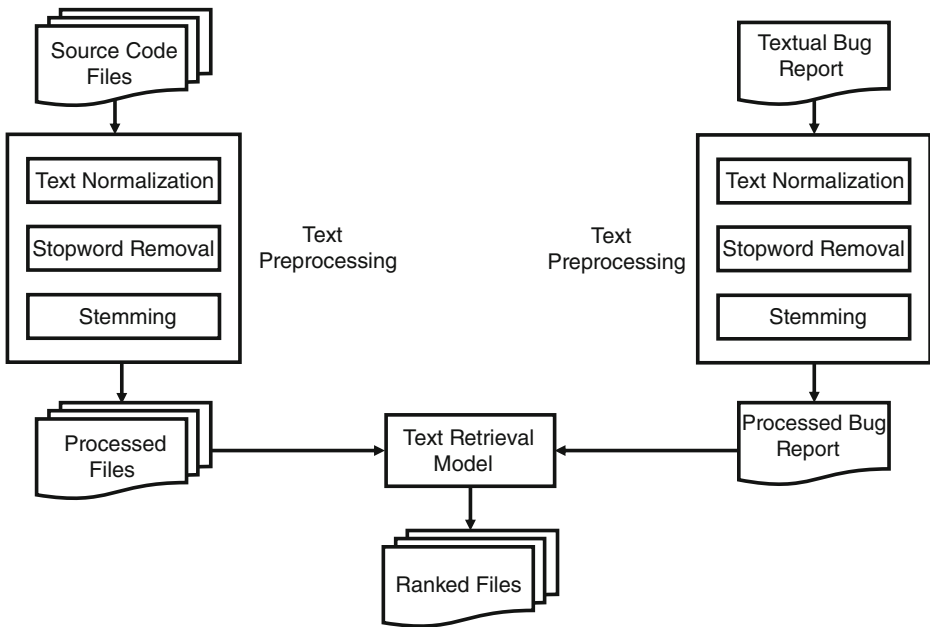 Source Code
Files
Textual Bug
Report
Text Normalization
Stopword Removal
Stemming
Text
Preprocessing
Text
Preprocessing
Text Normalization
Stopword Removal
Stemming
Processed
Files
Text Retrieval
Model
Processed Bug
Report
Ranked Files